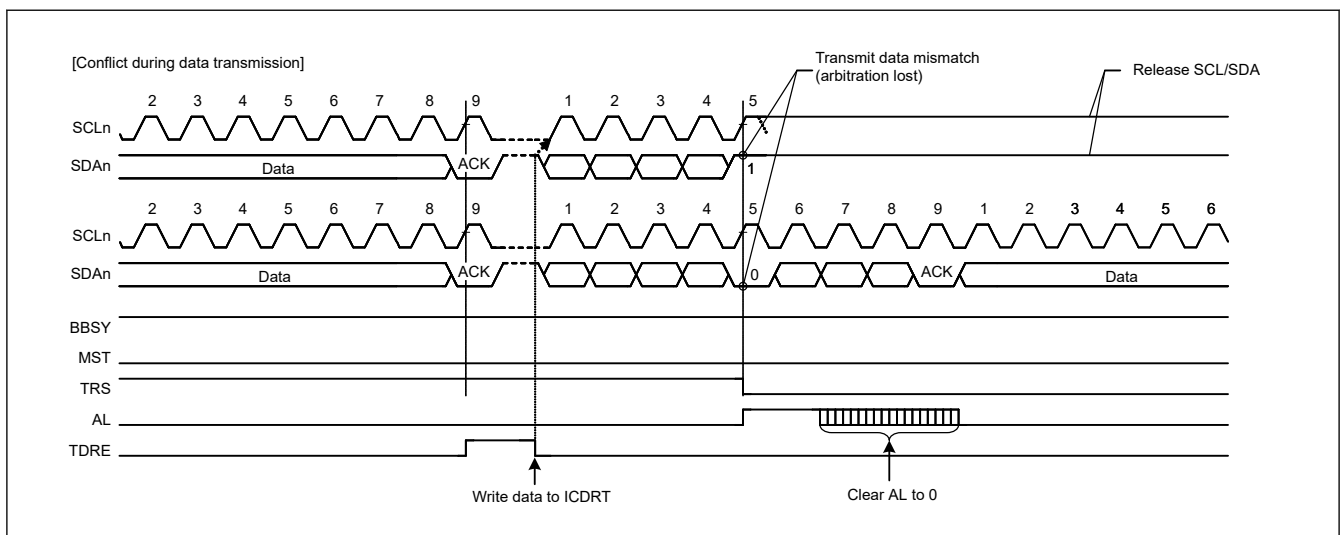 [Conflict during data transmission]
Transmit data mismatch
(arbitration lost)
Release SCL/SDA
2 3 4 5 6 7 8 9 1 2 3 4 5
SCLn
SDAn Data ACK 1
2 3 4 5 6 7 8 9 1 2 3 4 5 6 7 8 9 1 2 3 4 5 6
SCLn
SDAn Data ACK 0 ACK Data
BBSY
MST
TRS
AL
TDRE
Write data to ICDRT Clear AL to 0